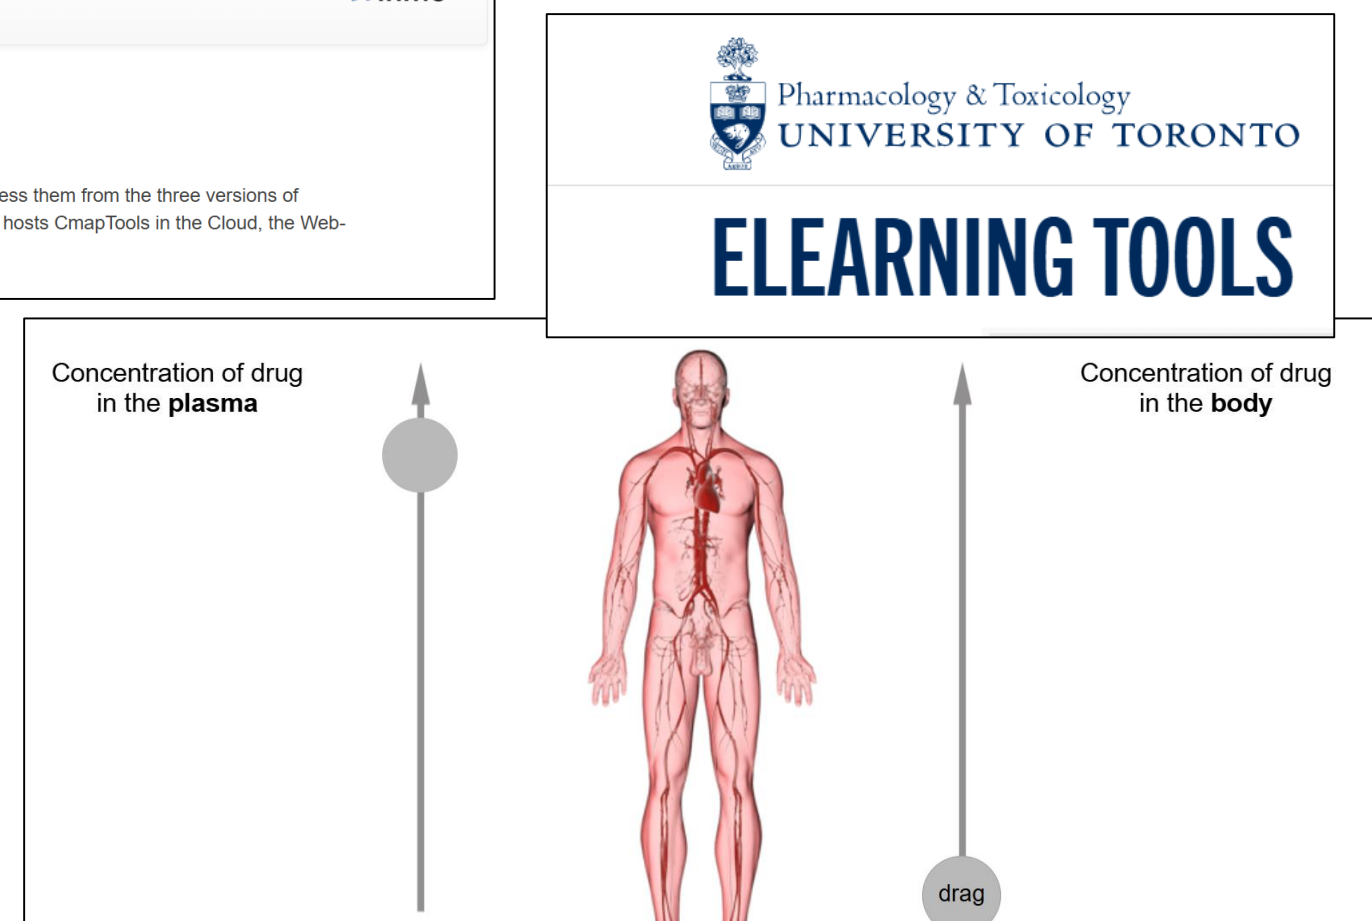 ess them from the three versions of
hosts CmapTools in the Cloud, the Web-
Pharmacology & Toxicology
UNIVERSITY OF TORONTO
ELEARNING TOOLS
Concentration of drug
in the plasma
Concentration of drug
in the body
drag